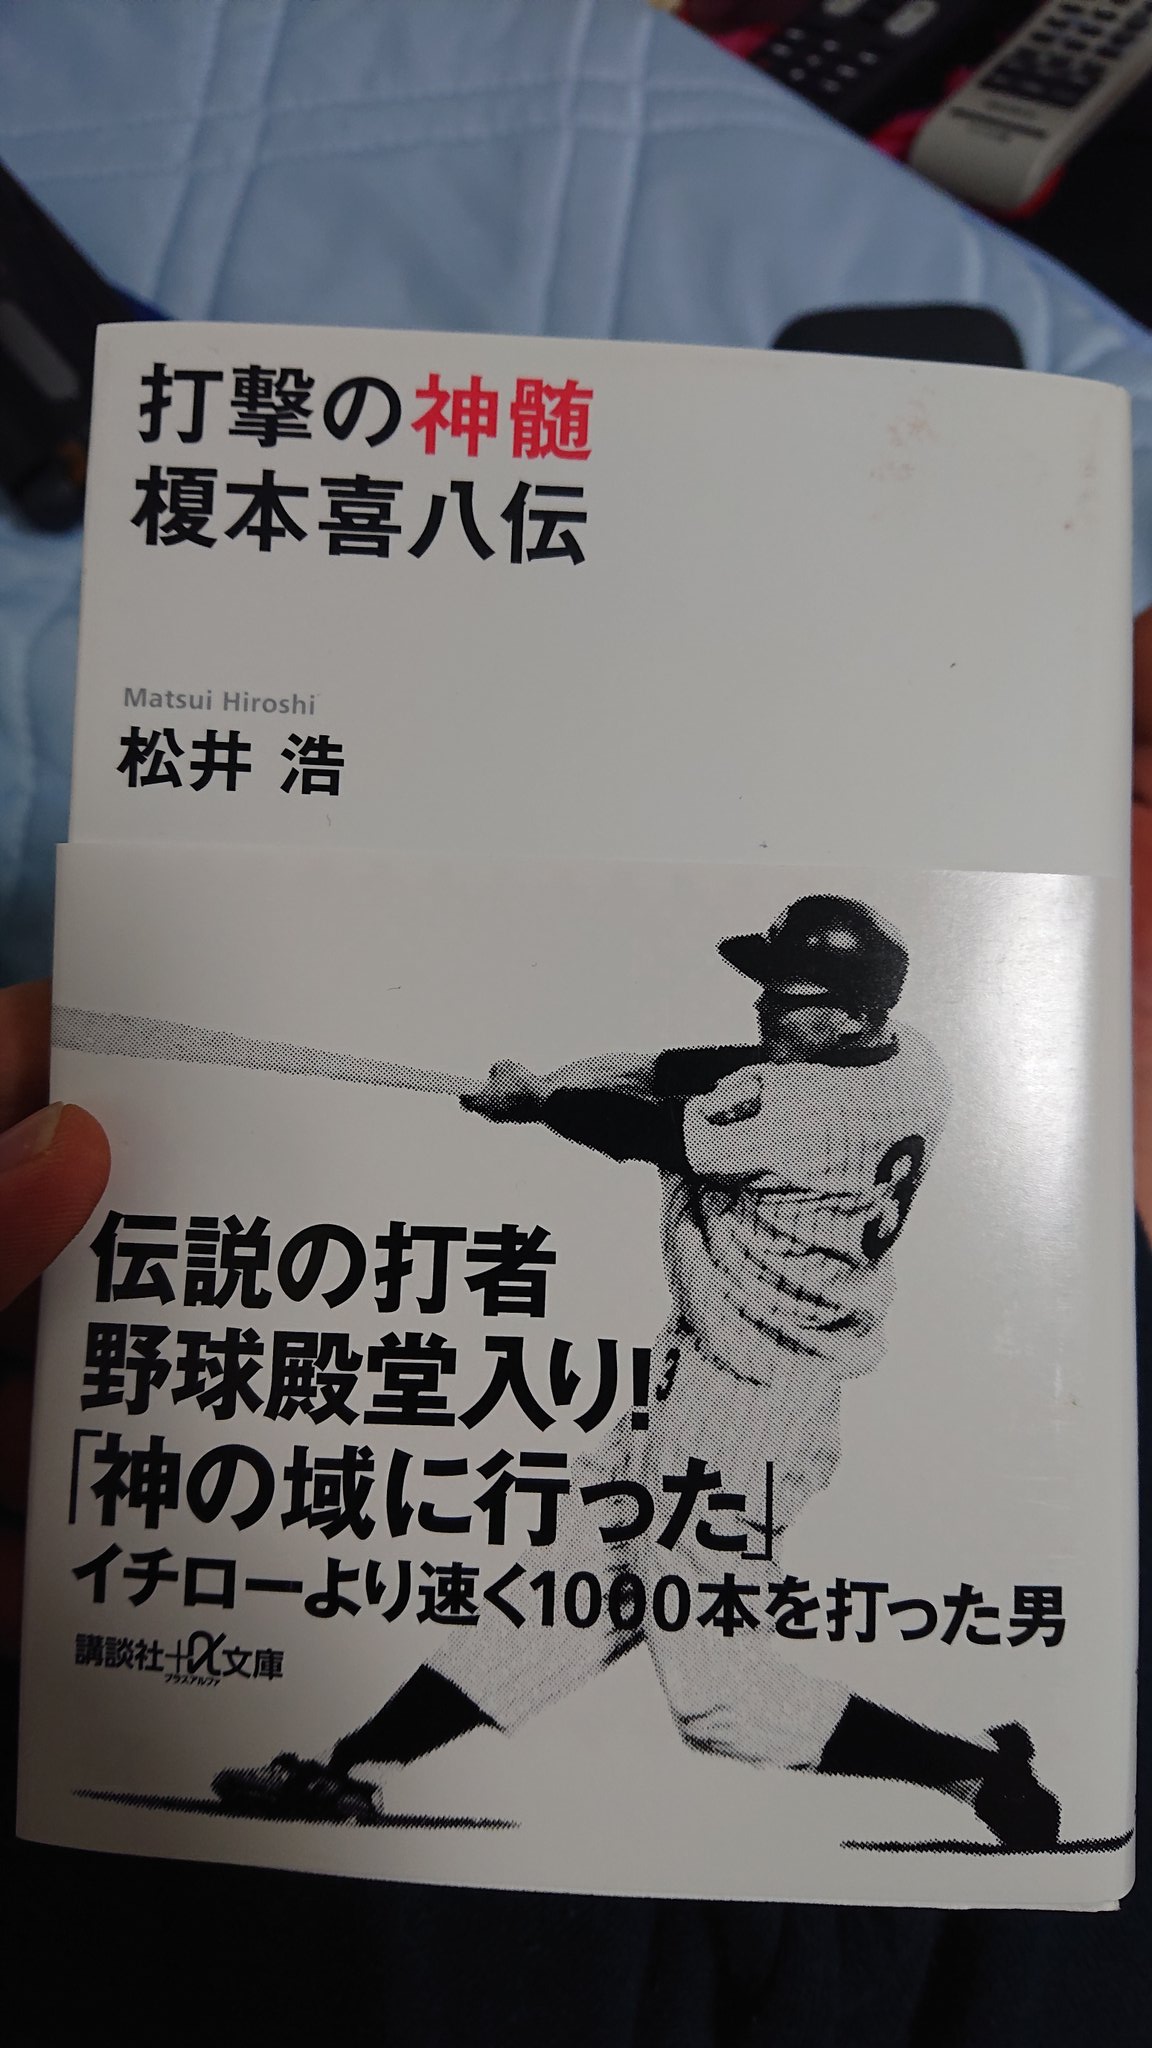 打撃の神髄
榎本喜八伝
Matsui Hiroshi
松井 浩
3
伝説の打者
野球殿堂入り!
3
「神の域に行った」
イチローより速く1000本を打った男
講談社+α文庫
プラスアルファ